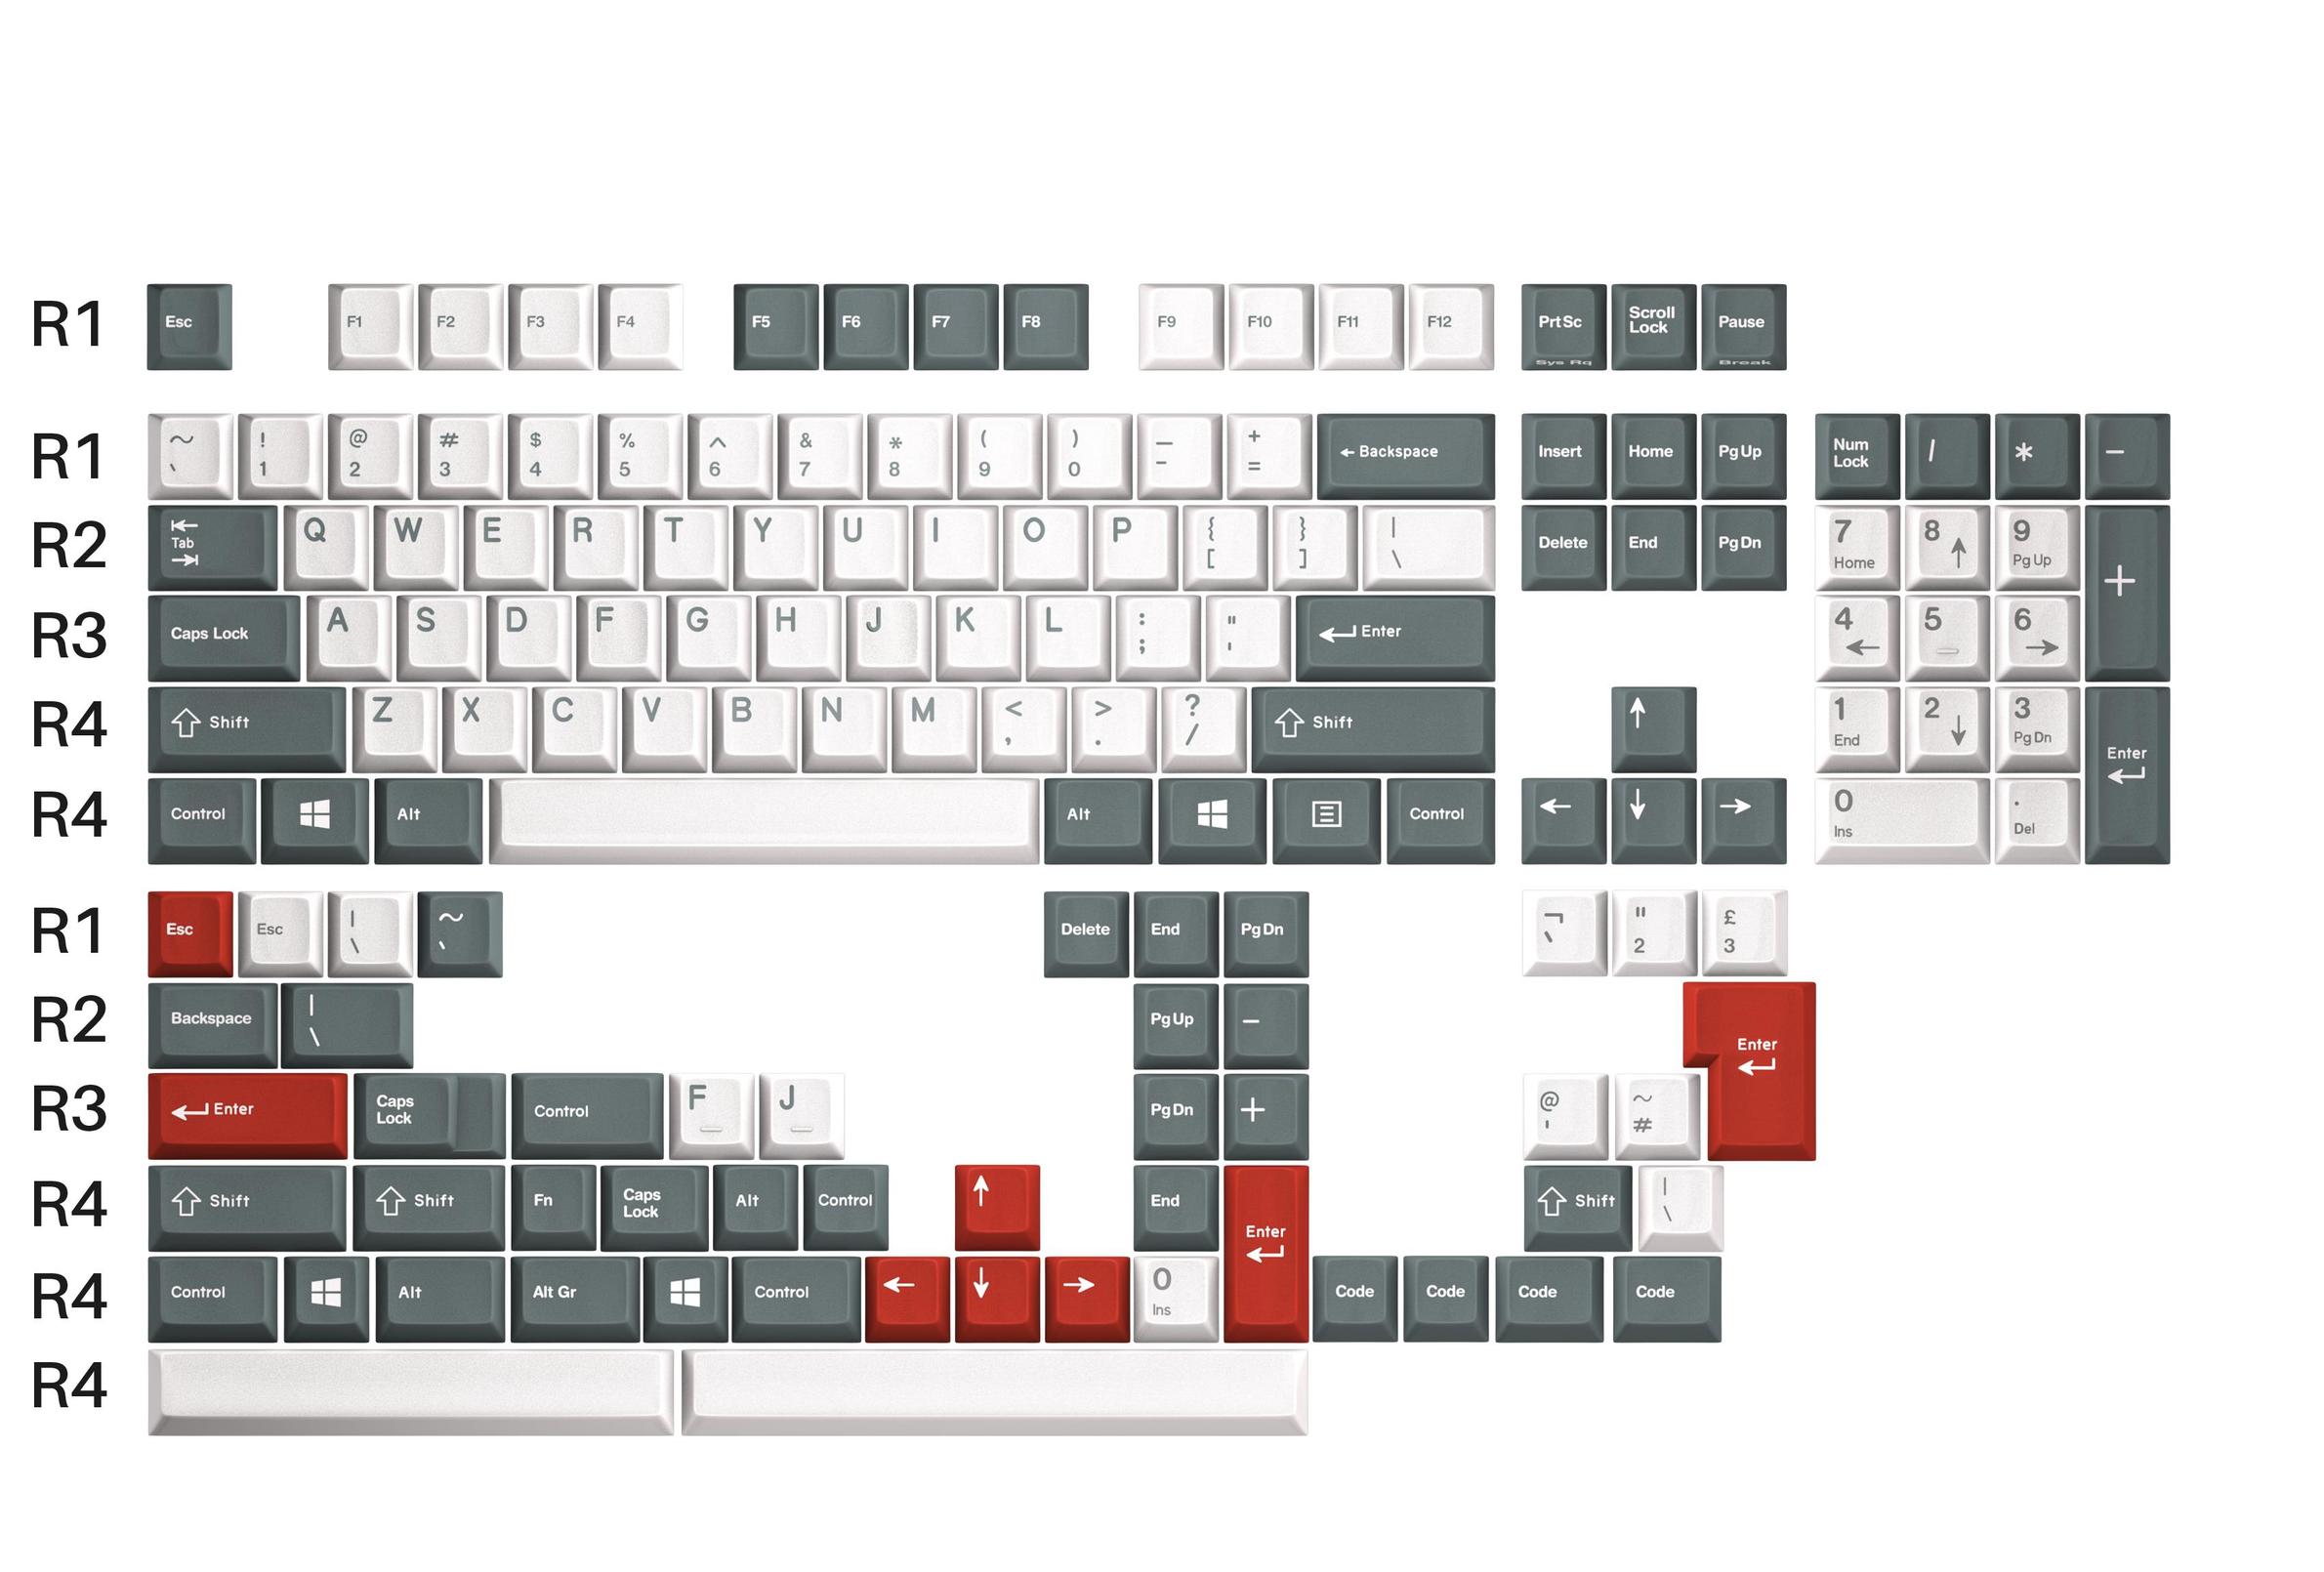 R1 Esc F1 F2 F3 F4 F5 F6 F7 F8 F9 F10 F11 F12 PrtSc Scroll Lock Pause
Sys Rq Break
R1 ~ ` ! 1 @ 2 # 3 $ 4 % 5 ^ 6 & 7 * 8 ( 9 ) 0 _ - + = ← Backspace Insert Home PgUp Num Lock / * −
R2 Tab Q W E R T Y U I O P { [ } ] | \ Delete End PgDn 7 Home 8 ↑ 9 PgUp +
R3 Caps Lock A S D F G H J K L : ; " ' Enter 4 ← 5 6 →
R4 Shift Z X C V B N M < , > . ? / Shift ↑ 1 End 2 ↓ 3 PgDn Enter
R4 Control Alt Alt Control ← ↓ → 0 Ins . Del
R1 Esc Esc | \ ~ ` Delete End PgDn ¬ ` " 2 £ 3
R2 Backspace | \ PgUp − Enter
R3 Enter Caps Lock Control F J PgDn + @ ' ~ #
R4 Shift Shift Fn Caps Lock Alt Control ↑ End Enter Shift | \
R4 Control Alt Alt Gr Control ← ↓ → 0 Ins Code Code Code Code
R4